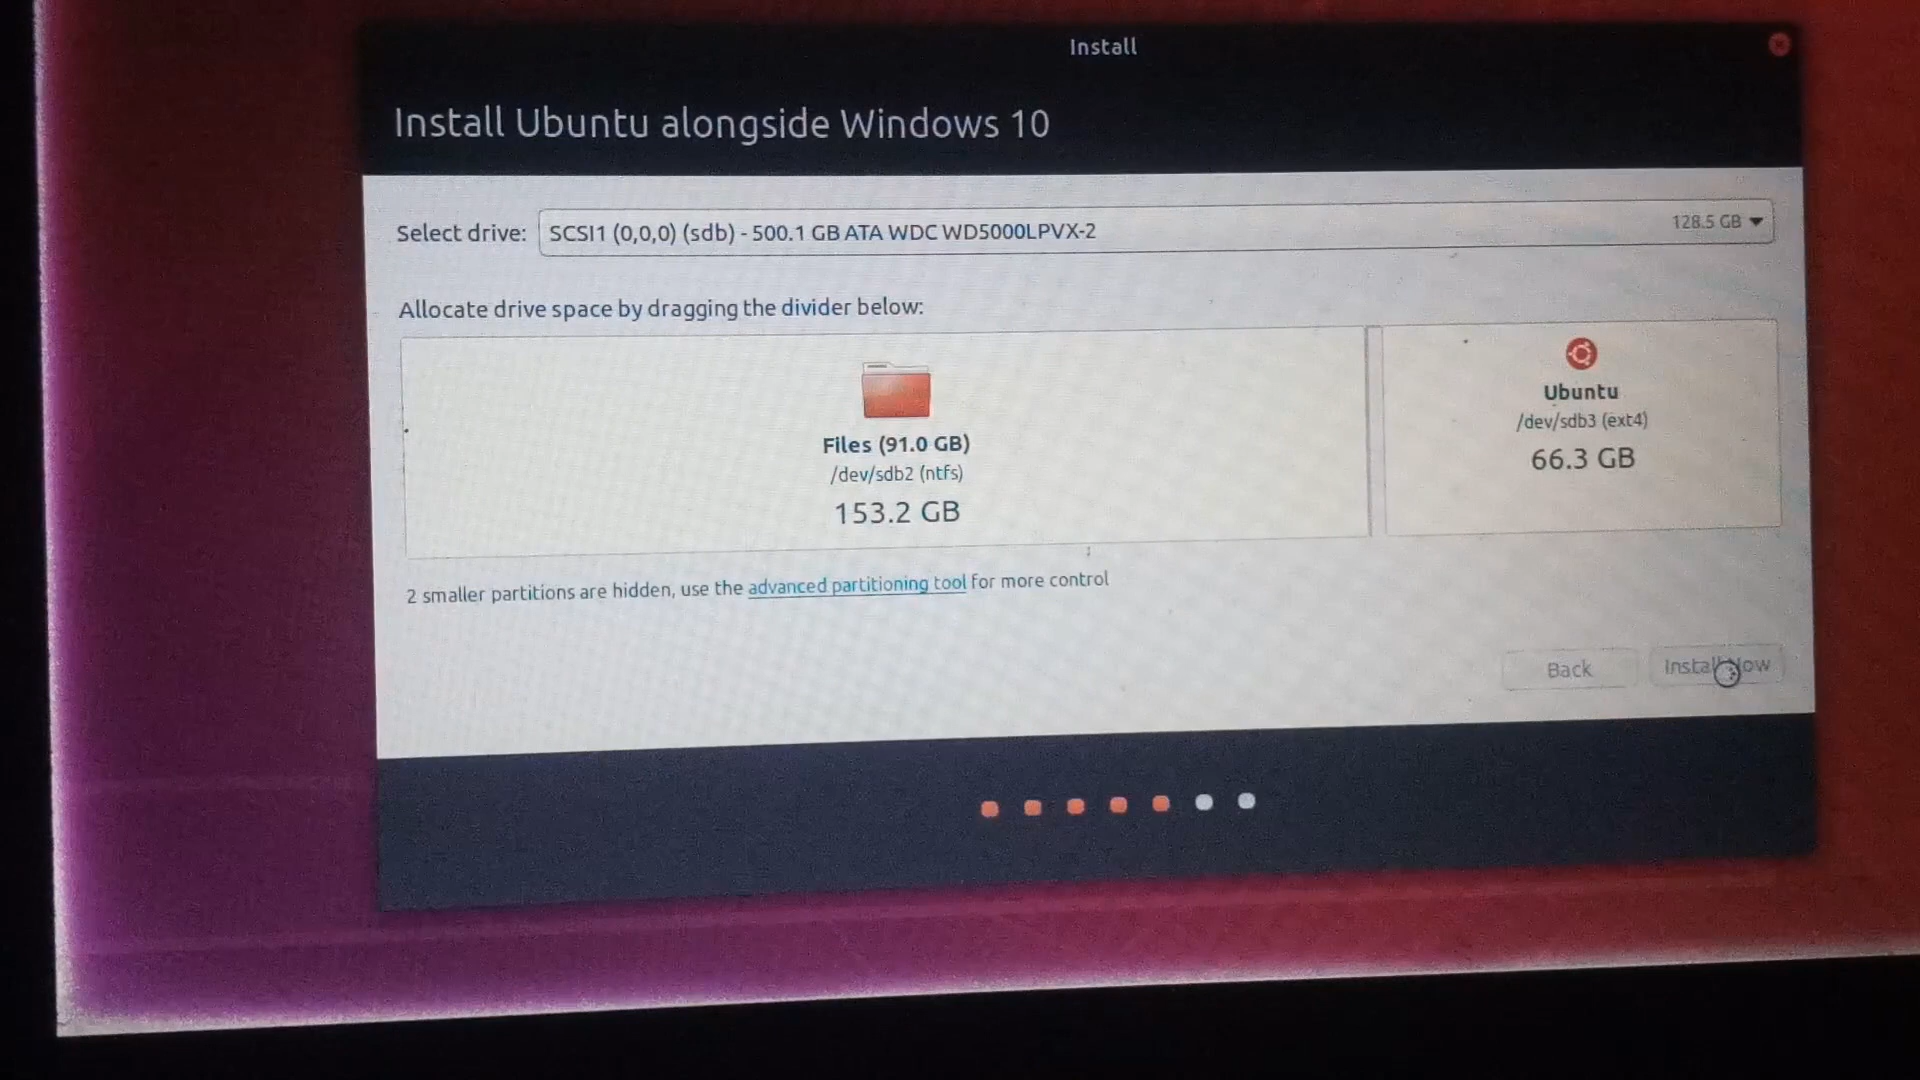 Install
Install Ubuntu alongside Windows 10
Select drive: SCSI1 (0,0,0) (sdb) - 500.1 GB ATA WDC WD5000LPVX-2 128.5 GB
Allocate drive space by dragging the divider below:
Files (91.0 GB)
/dev/sdb2 (ntfs)
153.2 GB
Ubuntu
/dev/sdb3 (ext4)
66.3 GB
2 smaller partitions are hidden, use the advanced partitioning tool for more control
Back
Install Now